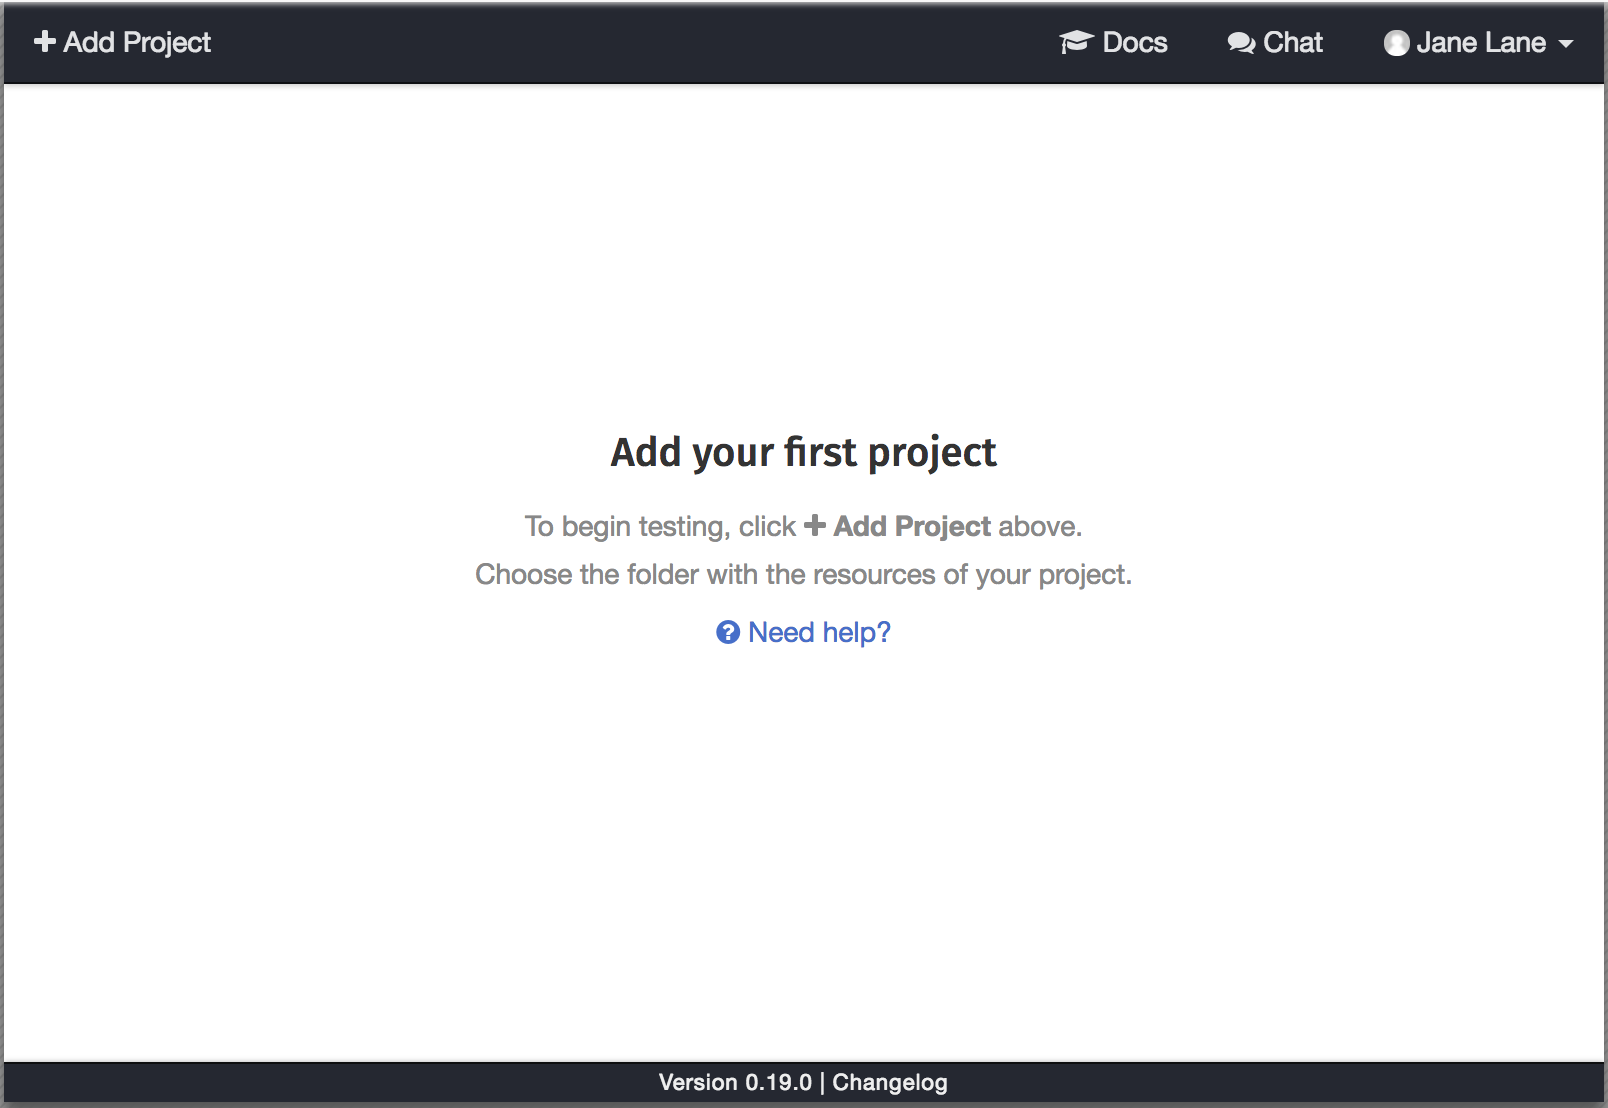 Add Project
Docs
Chat
Jane Lane
Add your first project
To begin testing, click Add Project above.
Choose the folder with the resources of your project.
Need help?
Version 0.19.0 | Changelog